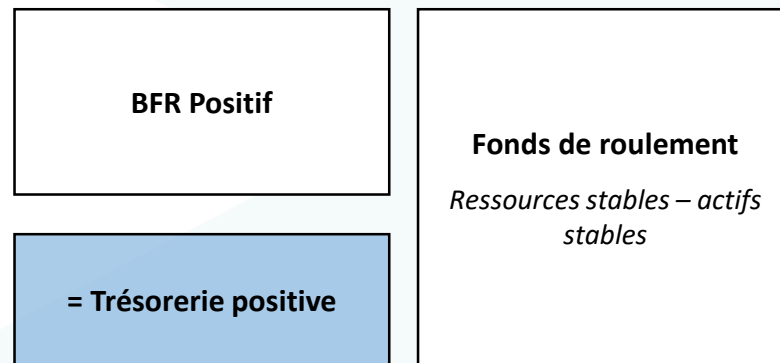 BFR Positif
= Trésorerie positive
Fonds de roulement
Ressources stables – actifs
stables